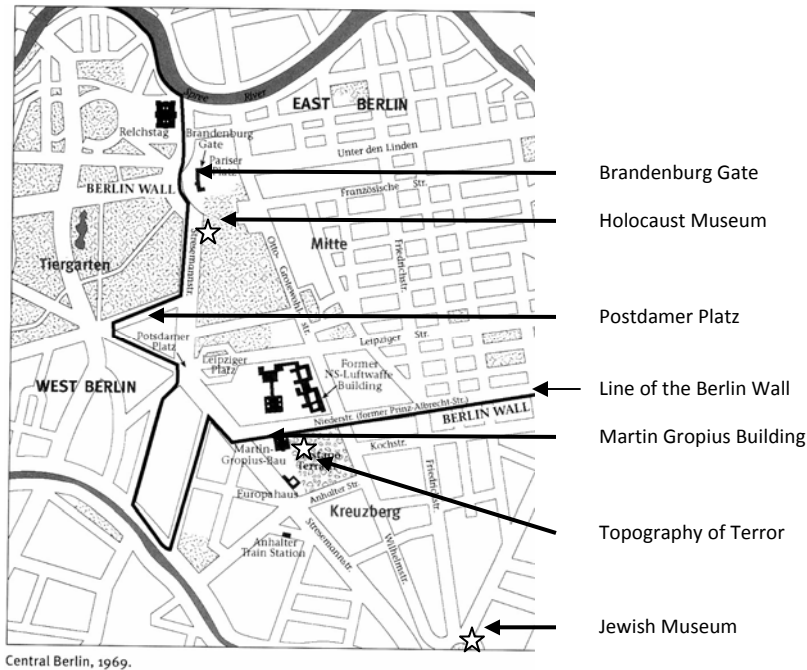 Spree
River
EAST BERLIN
Reichstag
Brandenburg
Gate
Pariser
Platz
Unter den Linden
Französische Str.
BERLIN WALL
Brandenburg Gate
Holocaust Museum
Mitte
Tiergarten
Stresemannstr.
Otto-
Grotewohl
str.
Friedrichstr.
Postdamer Platz
Potsdamer
Platz
Leipziger Str.
Leipziger
Platz
Former
NS-Luftwaffe
Building
WEST BERLIN
Line of the Berlin Wall
Niederstr. (former Prinz-Albrecht-Str.)
BERLIN WALL
Martin Gropius Building
Martin-
Gropius-Bau
Kochstr.
Terr
Friedrichstr.
Europahaus
Anhalter Str.
Kreuzberg
Topography of Terror
Anhalter
Train Station
Stresemannstr.
Wilhelmstr.
Jewish Museum
Central Berlin, 1969.